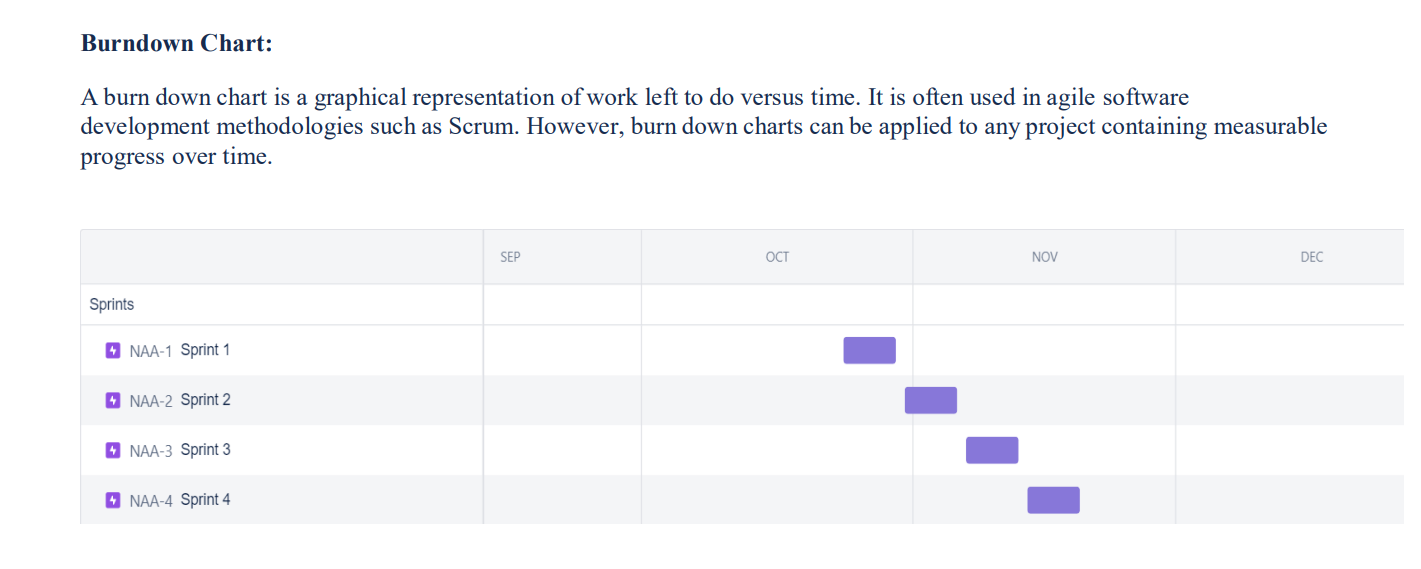 Burndown Chart:
A burn down chart is a graphical representation of work left to do versus time. It is often used in agile software
development methodologies such as Scrum. However, burn down charts can be applied to any project containing measurable
progress over time.
SEP OCT NOV DEC
Sprints
NAA-1 Sprint 1
NAA-2 Sprint 2
NAA-3 Sprint 3
NAA-4 Sprint 4